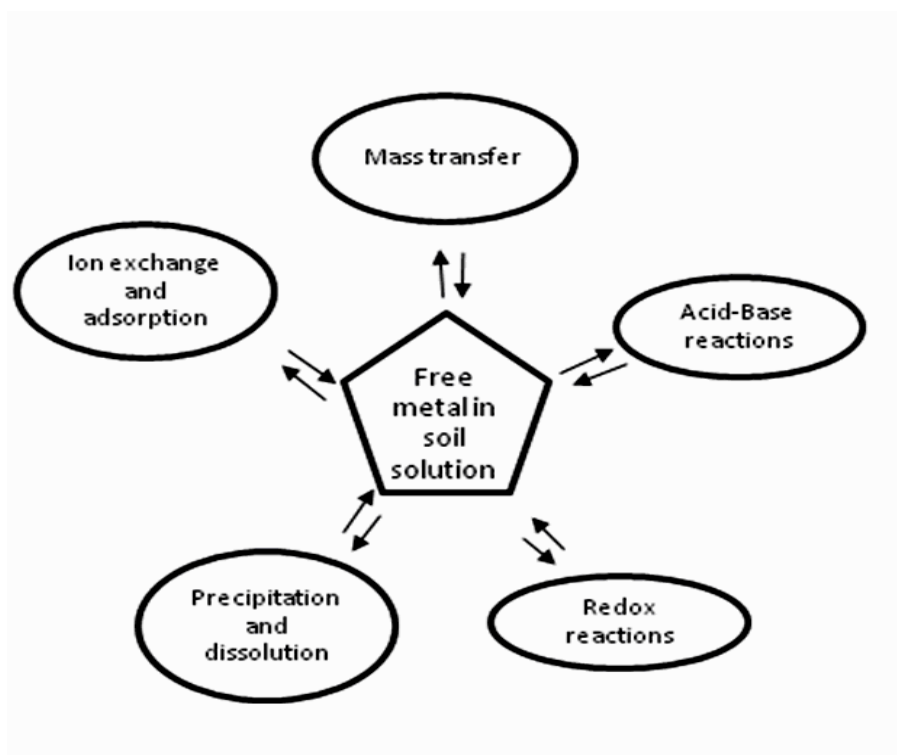 Mass transfer
Ion exchange
and
adsorption
Acid-Base
reactions
Free
metal in
soil
solution
Precipitation
and
dissolution
Redox
reactions